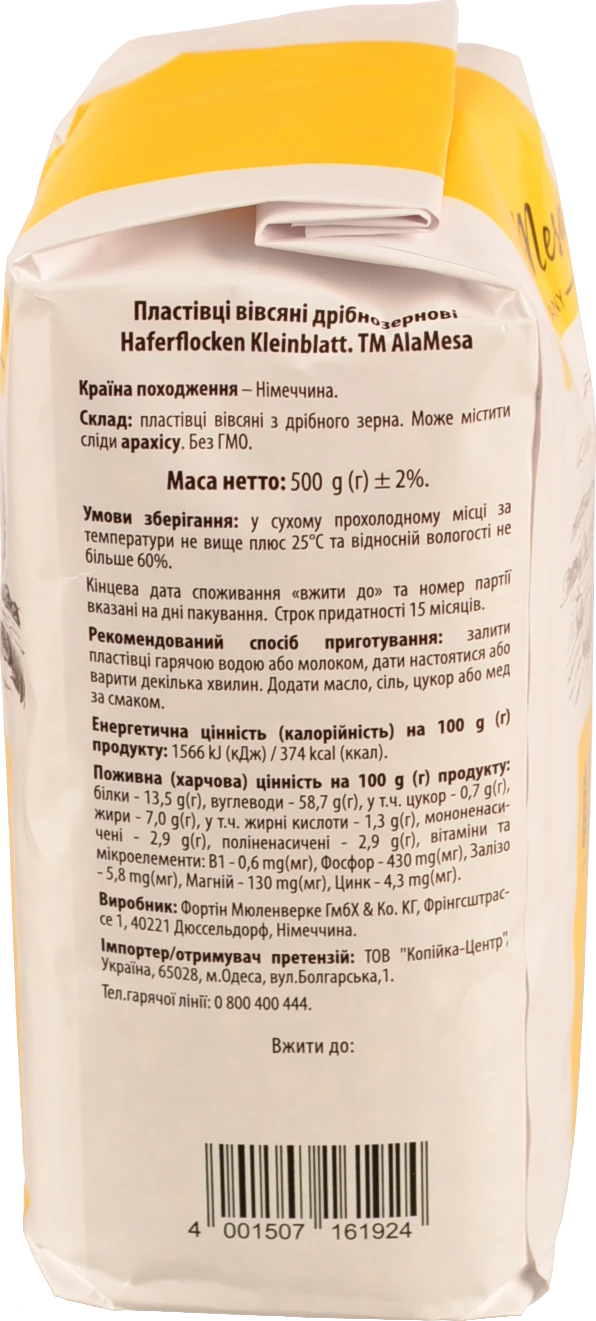 Mesa
ANY
Пластівці вівсяні дрібнозернові
Haferflocken Kleinblatt. TM AlaMesa
Країна походження – Німеччина.
Склад: пластівці вівсяні з дрібного зерна. Може містити
сліди арахісу. Без ГМО.
Маса нетто: 500 g (г) ± 2%.
Умови зберігання: у сухому прохолодному місці за
температури не вище плюс 25°С та відносній вологості не
більше 60%.
Кінцева дата споживання «вжити до» та номер партії
вказані на дні пакування. Строк придатності 15 місяців.
Рекомендований спосіб приготування: залити
пластівці гарячою водою або молоком, дати настоятися або
варити декілька хвилин. Додати масло, сіль, цукор або мед
за смаком.
Енергетична цінність (калорійність) на 100 g (г)
продукту: 1566 kJ (кДж) / 374 kcal (ккал).
Поживна (харчова) цінність на 100 g (г) продукту:
білки - 13,5 g(г), вуглеводи - 58,7 g(г), у т.ч. цукор - 0,7 g(г),
жири - 7,0 g(г), у т.ч. жирні кислоти - 1,3 g(г), мононенаси-
чені - 2,9 g(г), поліненасичені - 2,9 g(г), вітаміни та
мікроелементи: В1 - 0,6 mg(мг), Фосфор - 430 mg(мг), Залізо
- 5,8 mg(мг), Магній - 130 mg(мг), Цинк - 4,3 mg(мг).
Виробник: Фортін Мюленверке ГмбХ & Ко. КГ, Фрінгсштрас-
се 1, 40221 Дюссельдорф, Німеччина.
Імпортер/отримувач претензій: ТОВ "Копійка-Центр",
Україна, 65028, м.Одеса, вул.Болгарська,1.
Тел.гарячої лінії: 0 800 400 444.
Вжити до:
4 001507 161924